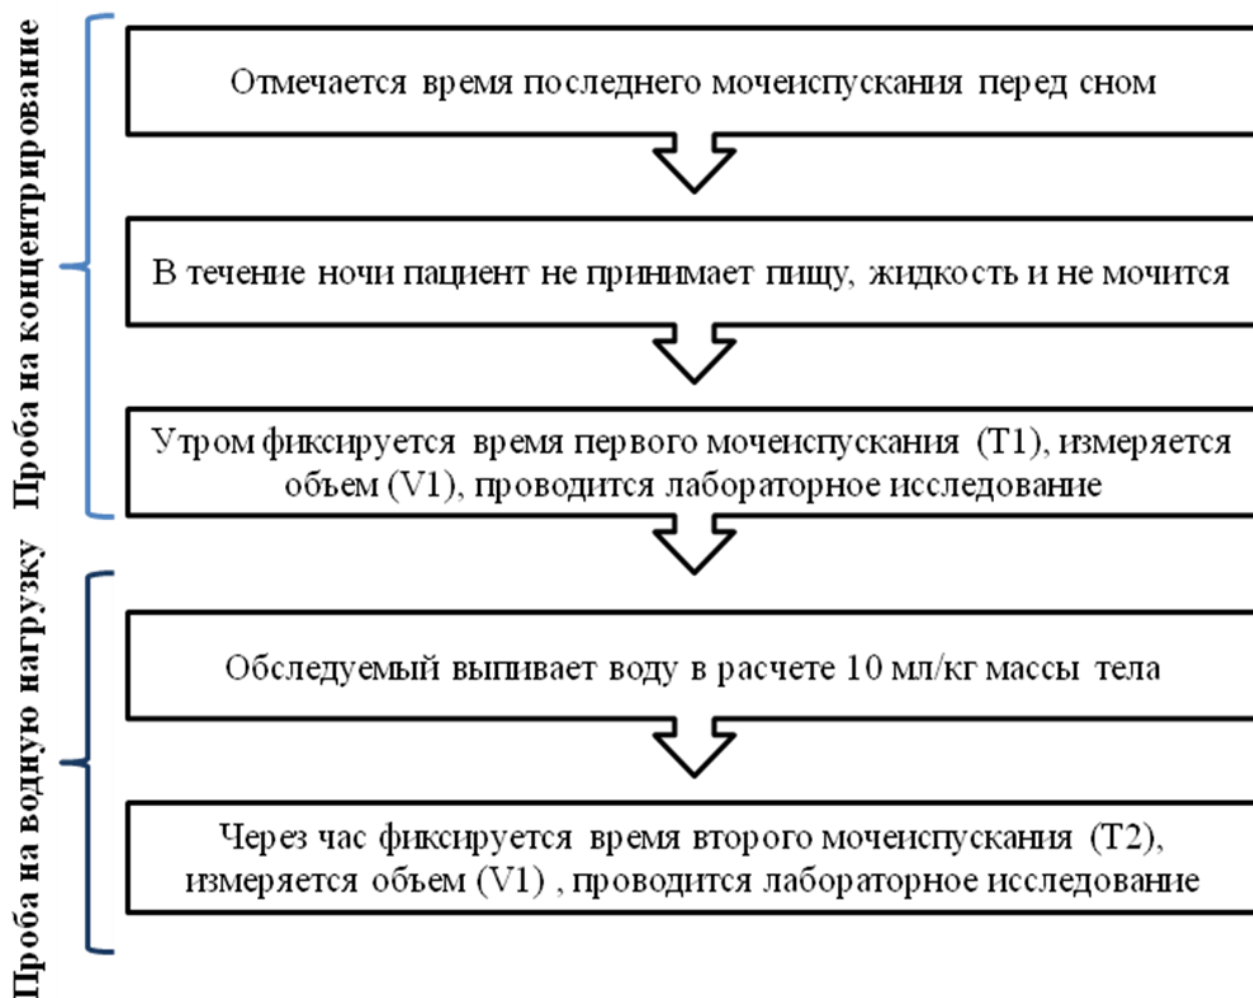 Проба на концентрирование
Отмечается время последнего мочеиспускания перед сном
В течение ночи пациент не принимает пищу, жидкость и не мочится
Утром фиксируется время первого мочеиспускания (Т1), измеряется
объем (V1), проводится лабораторное исследование
Проба на водную нагрузку
Обследуемый выпивает воду в расчете 10 мл/кг массы тела
Через час фиксируется время второго мочеиспускания (Т2),
измеряется объем (V1) , проводится лабораторное исследование